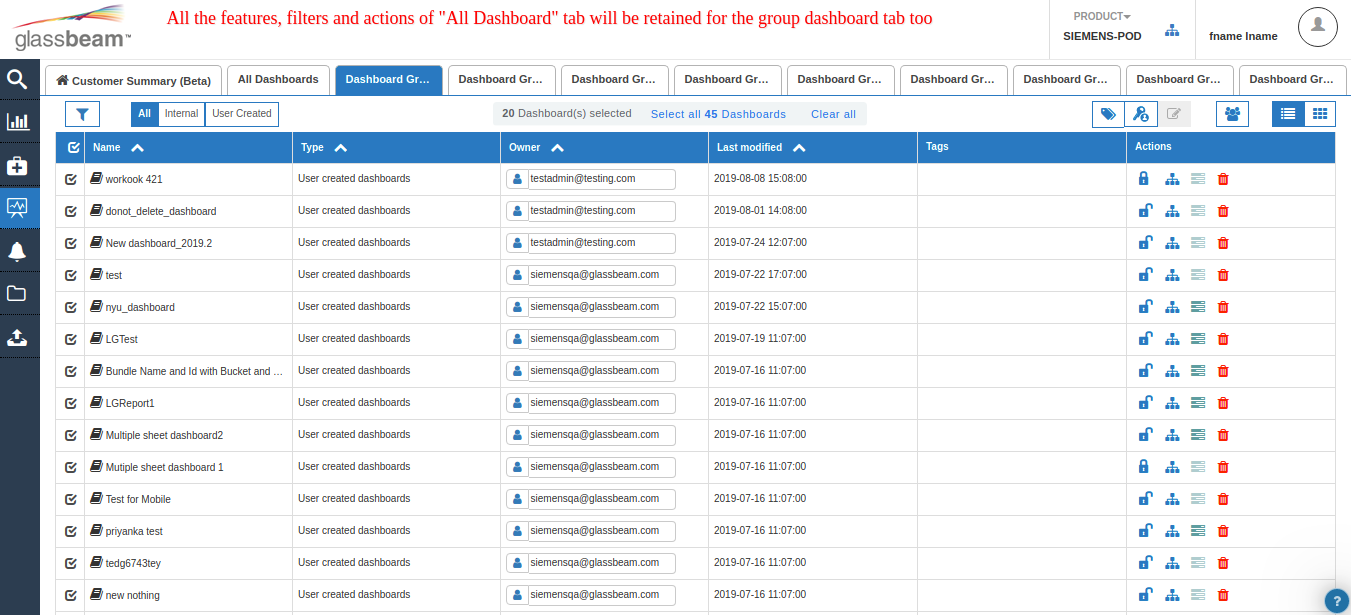 All the features, filters and actions of "All Dashboard" tab will be retained for the group dashboard tab too
glassbeam™
PRODUCT
SIEMENS-POD
fname lname
Customer Summary (Beta) All Dashboards Dashboard Gr... Dashboard Gr... Dashboard Gr... Dashboard Gr... Dashboard Gr... Dashboard Gr... Dashboard Gr... Dashboard Gr... Dashboard Gr...
All Internal User Created 20 Dashboard(s) selected Select all 45 Dashboards Clear all
Name Type Owner Last modified Tags Actions
workook 421 User created dashboards testadmin@testing.com 2019-08-08 15:08:00
donot_delete_dashboard User created dashboards testadmin@testing.com 2019-08-01 14:08:00
New dashboard_2019.2 User created dashboards testadmin@testing.com 2019-07-24 12:07:00
test User created dashboards siemensqa@glassbeam.com 2019-07-22 17:07:00
nyu_dashboard User created dashboards siemensqa@glassbeam.com 2019-07-22 15:07:00
LGTest User created dashboards siemensqa@glassbeam.com 2019-07-19 11:07:00
Bundle Name and Id with Bucket and ... User created dashboards siemensqa@glassbeam.com 2019-07-16 11:07:00
LGReport1 User created dashboards siemensqa@glassbeam.com 2019-07-16 11:07:00
Multiple sheet dashboard2 User created dashboards siemensqa@glassbeam.com 2019-07-16 11:07:00
Mutiple sheet dashboard 1 User created dashboards siemensqa@glassbeam.com 2019-07-16 11:07:00
Test for Mobile User created dashboards siemensqa@glassbeam.com 2019-07-16 11:07:00
priyanka test User created dashboards siemensqa@glassbeam.com 2019-07-16 11:07:00
tedg6743tey User created dashboards siemensqa@glassbeam.com 2019-07-16 11:07:00
new nothing User created dashboards siemensqa@glassbeam.com 2019-07-16 11:07:00
?